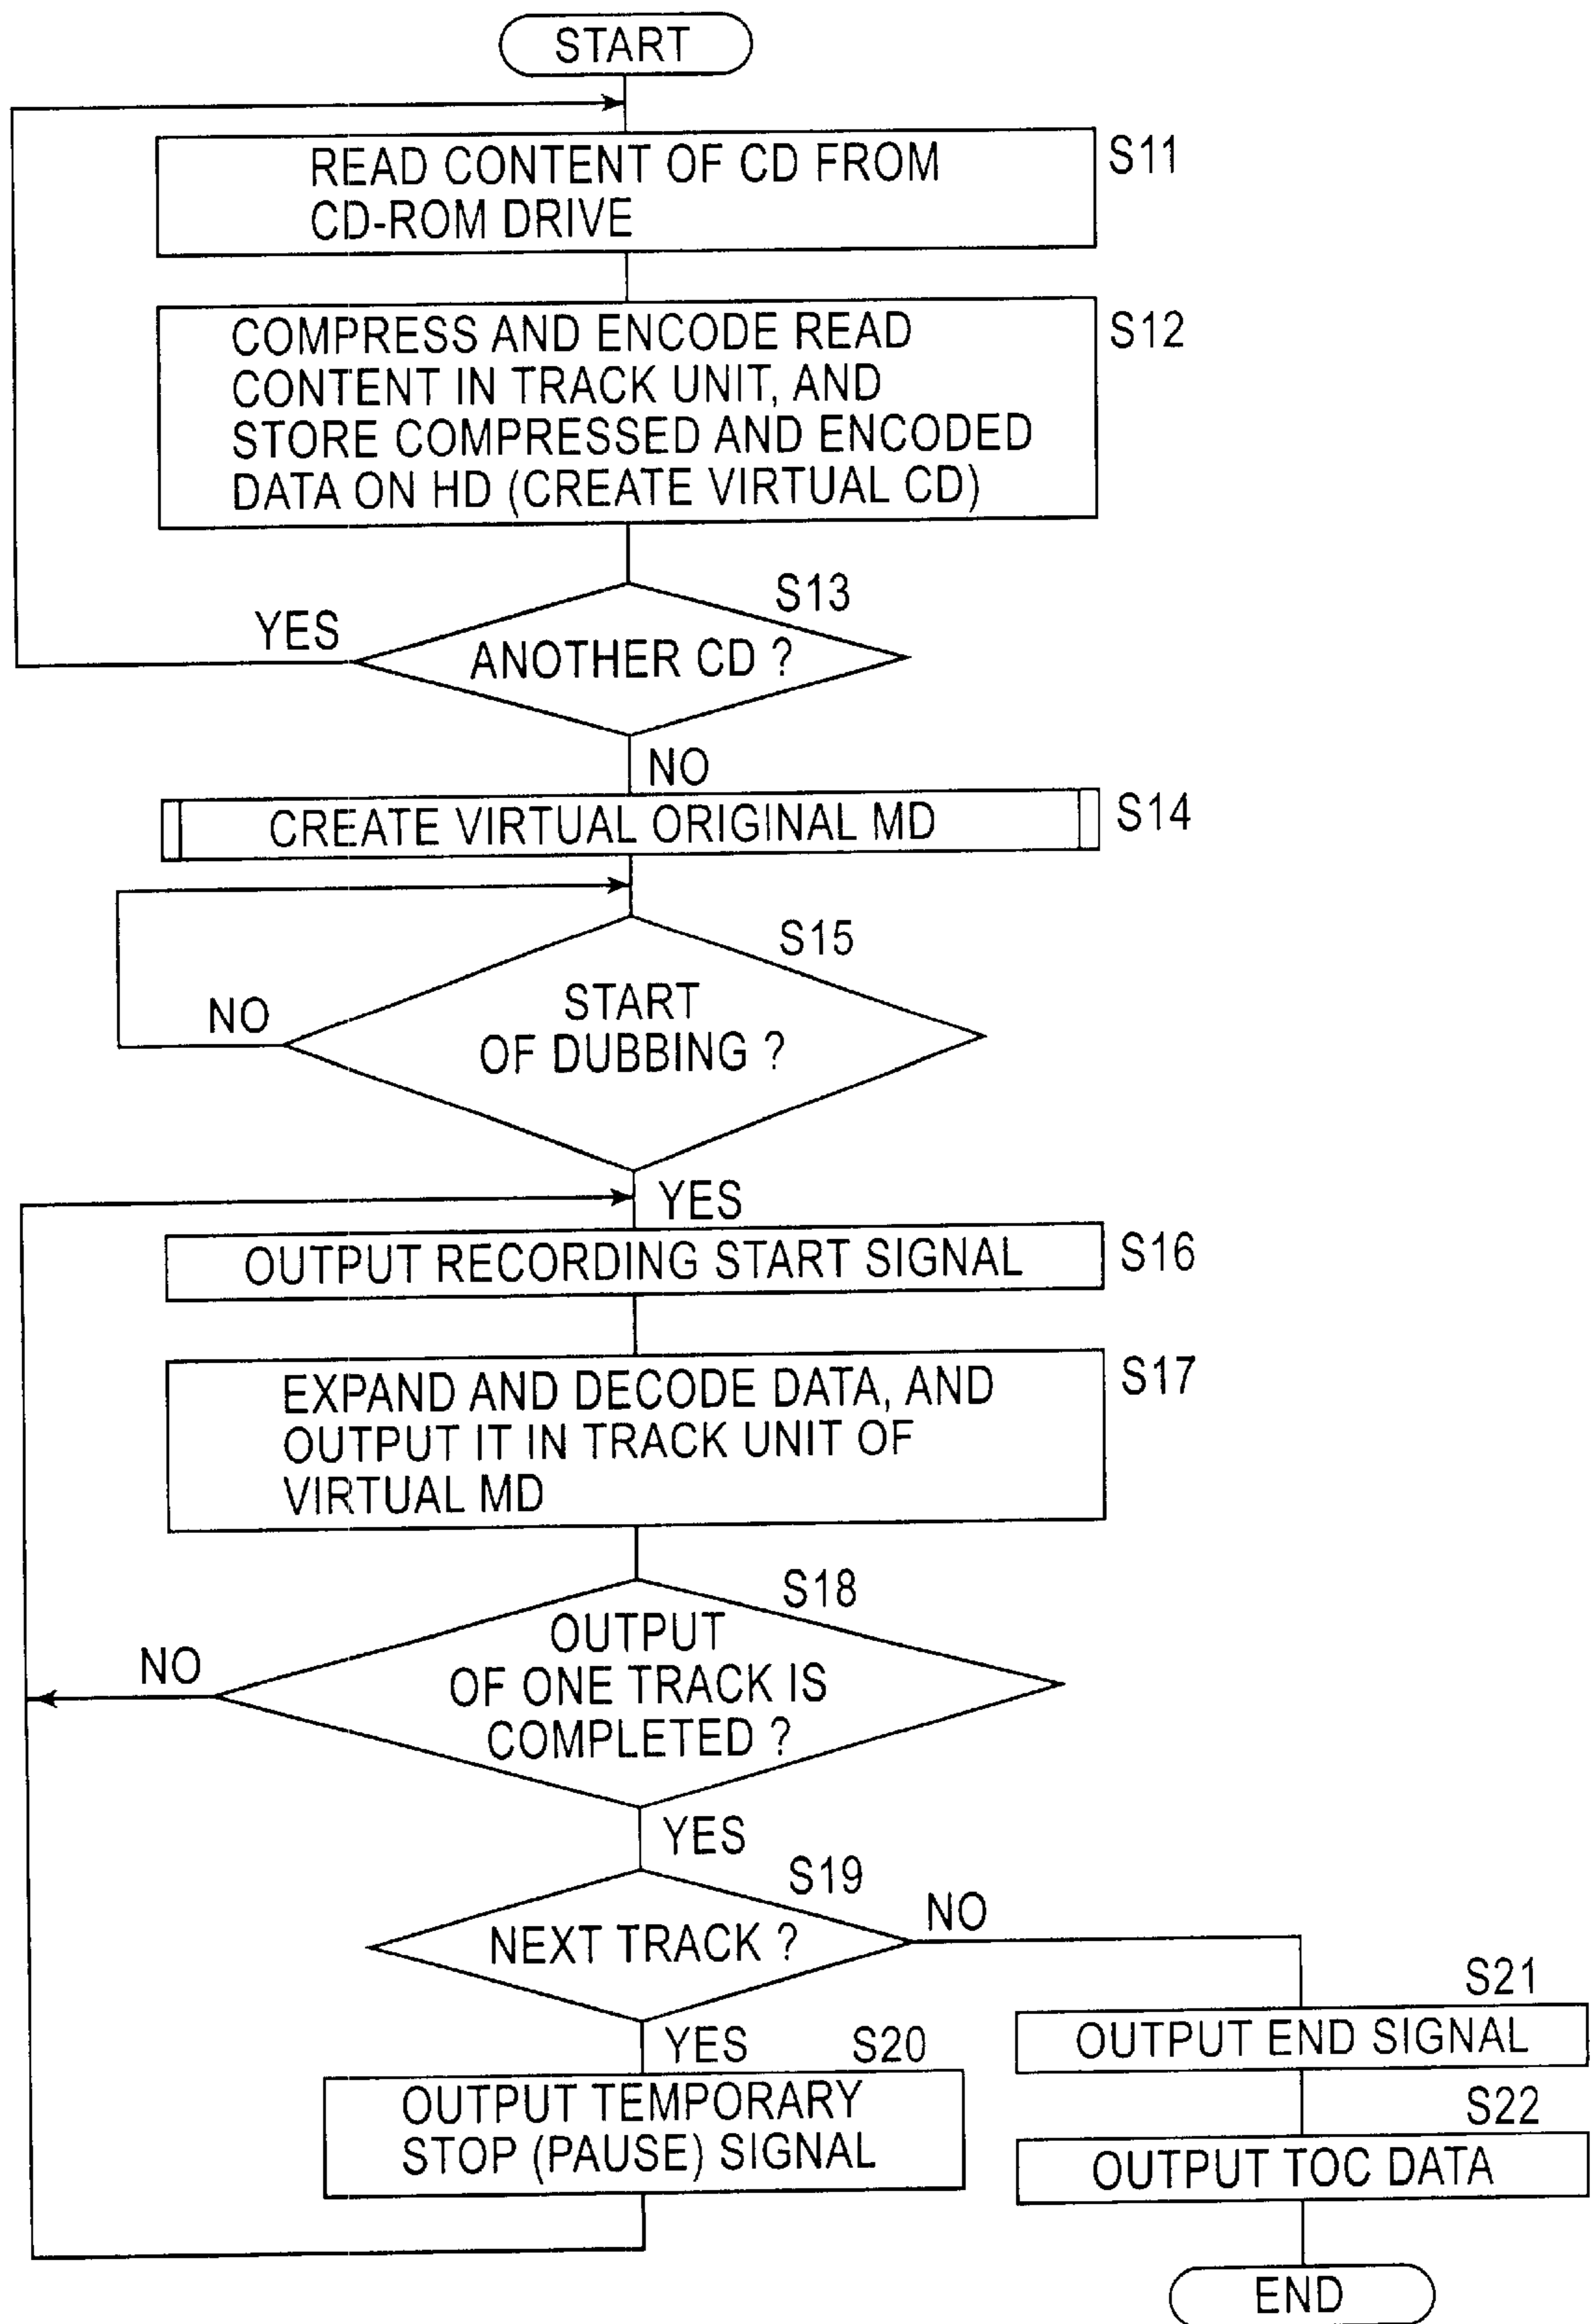 START
READ CONTENT OF CD FROM
CD-ROM DRIVE
S11
COMPRESS AND ENCODE READ
CONTENT IN TRACK UNIT, AND
STORE COMPRESSED AND ENCODED
DATA ON HD (CREATE VIRTUAL CD)
S12
S13
YES
ANOTHER CD ?
NO
CREATE VIRTUAL ORIGINAL MD
S14
S15
NO
START
OF DUBBING ?
YES
OUTPUT RECORDING START SIGNAL
S16
EXPAND AND DECODE DATA, AND
OUTPUT IT IN TRACK UNIT OF
VIRTUAL MD
S17
S18
NO
OUTPUT
OF ONE TRACK IS
COMPLETED ?
YES
S19
NO
NEXT TRACK ?
YES
S20
OUTPUT TEMPORARY
STOP (PAUSE) SIGNAL
S21
OUTPUT END SIGNAL
S22
OUTPUT TOC DATA
END